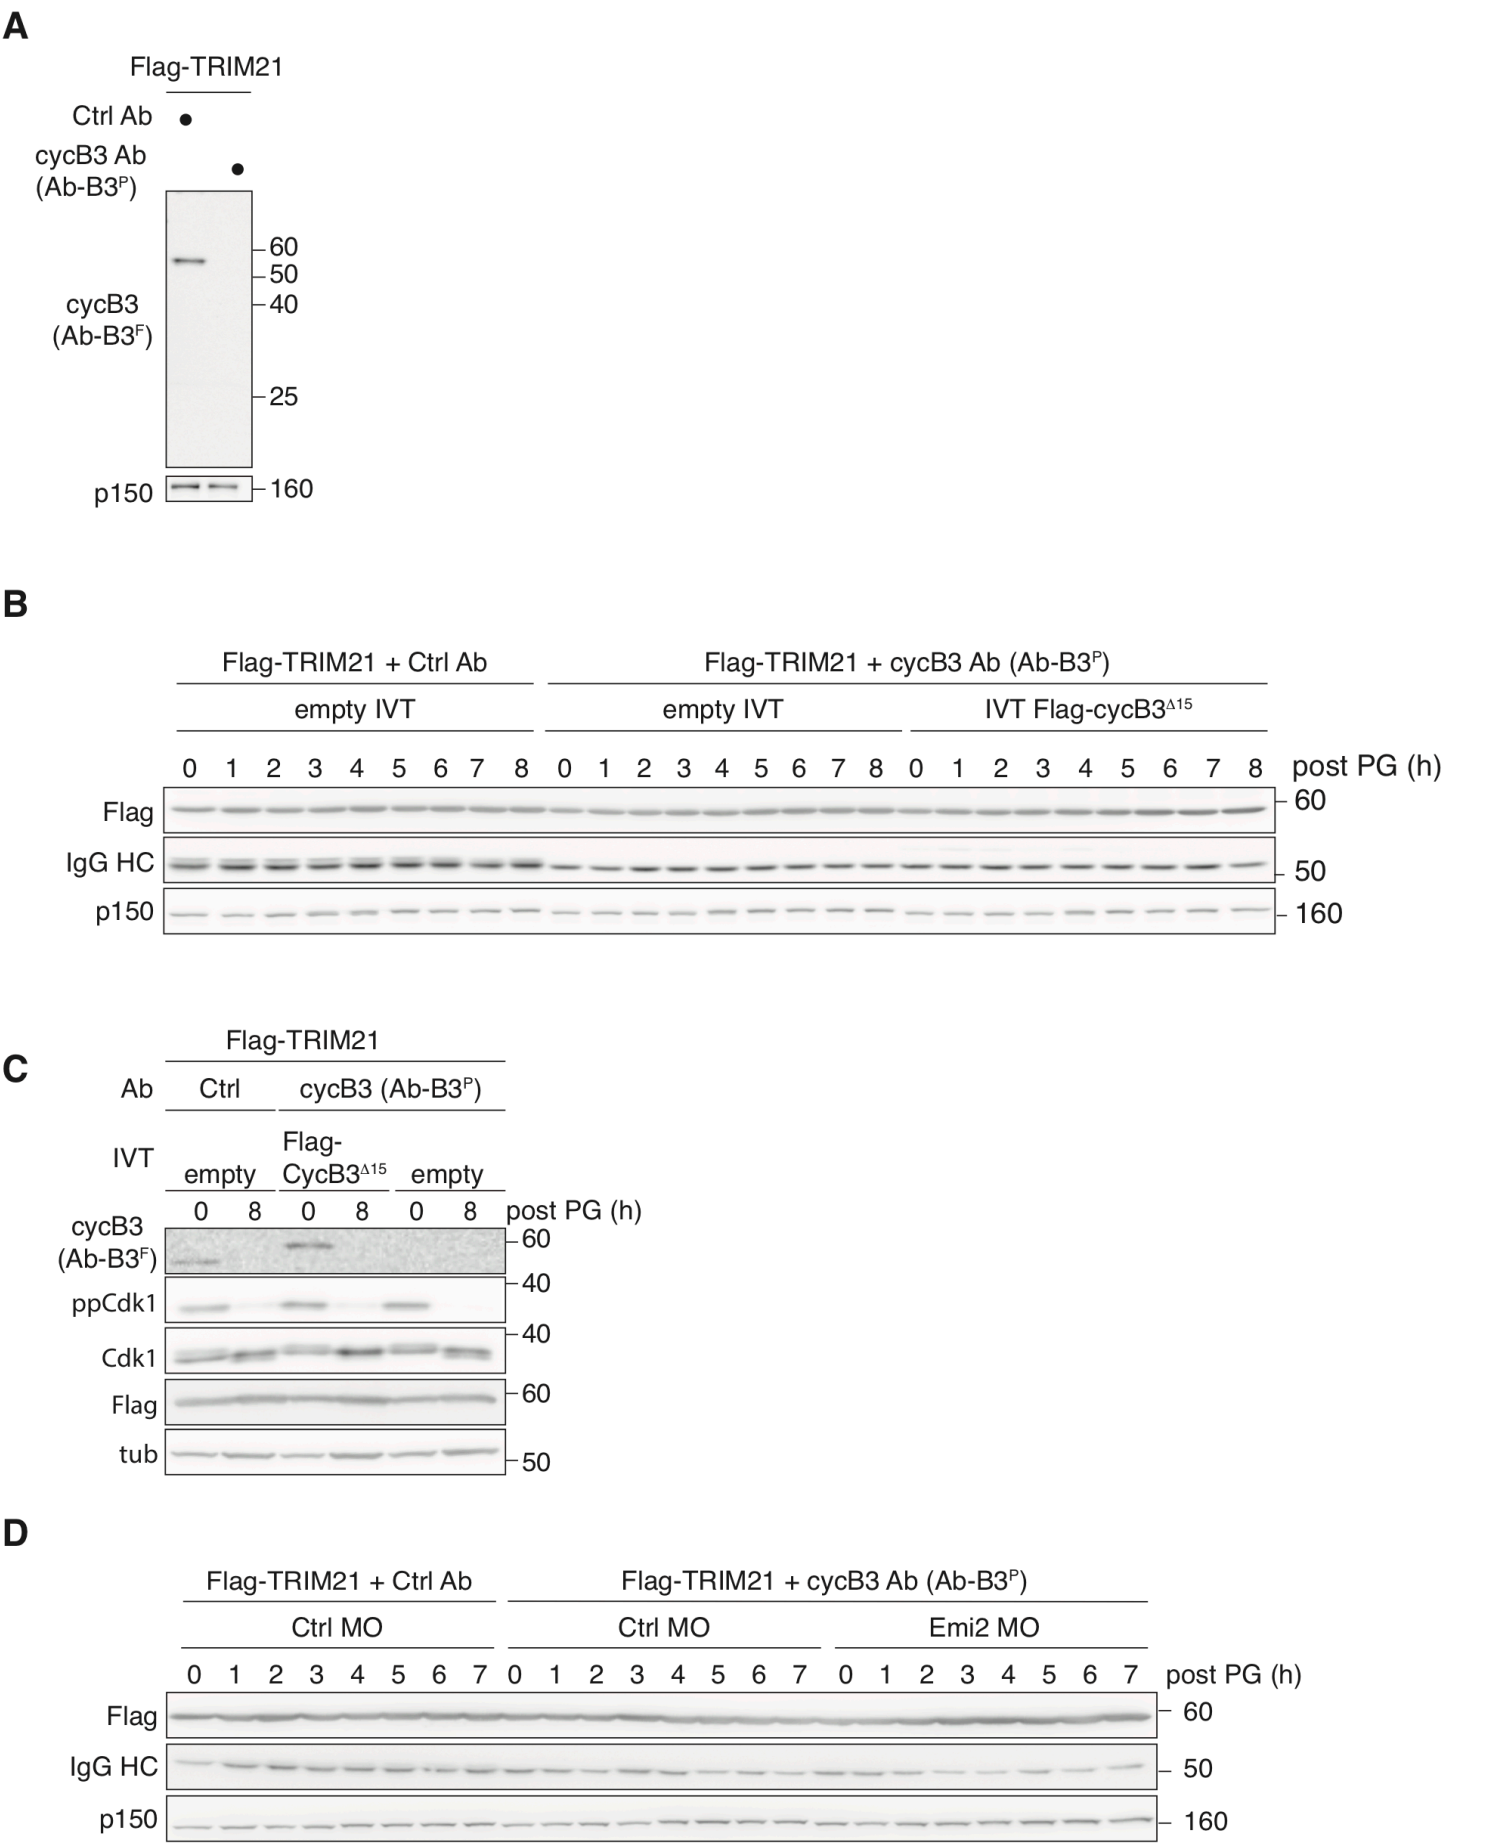 A
Flag-TRIM21
Ctrl Ab
cycB3 Ab
(Ab-B3ᴾ)
60
50
cycB3
40
(Ab-B3ᶠ)
25
p150
160
B
Flag-TRIM21 + Ctrl Ab
Flag-TRIM21 + cycB3 Ab (Ab-B3ᴾ)
empty IVT
empty IVT
IVT Flag-cycB3Δ15
0 1 2 3 4 5 6 7 8 0 1 2 3 4 5 6 7 8 0 1 2 3 4 5 6 7 8 post PG (h)
Flag
60
IgG HC
50
p150
160
C
Flag-TRIM21
Ab
Ctrl
cycB3 (Ab-B3ᴾ)
IVT
empty
Flag-
CycB3Δ15
empty
0 8 0 8 0 8 post PG (h)
cycB3
(Ab-B3ᶠ)
60
ppCdk1
40
Cdk1
40
Flag
60
tub
50
D
Flag-TRIM21 + Ctrl Ab
Flag-TRIM21 + cycB3 Ab (Ab-B3ᴾ)
Ctrl MO
Ctrl MO
Emi2 MO
0 1 2 3 4 5 6 7 0 1 2 3 4 5 6 7 0 1 2 3 4 5 6 7 post PG (h)
Flag
60
IgG HC
50
p150
160